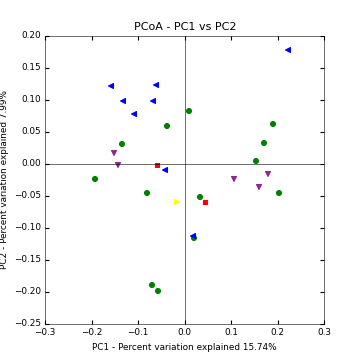 PCoA - PC1 vs PC2
0.20
0.15
0.10
0.05
0.00
−0.05
−0.10
−0.15
−0.20
−0.25
−0.3 −0.2 −0.1 0.0 0.1 0.2 0.3
PC2 - Percent variation explained 7.99%
PC1 - Percent variation explained 15.74%